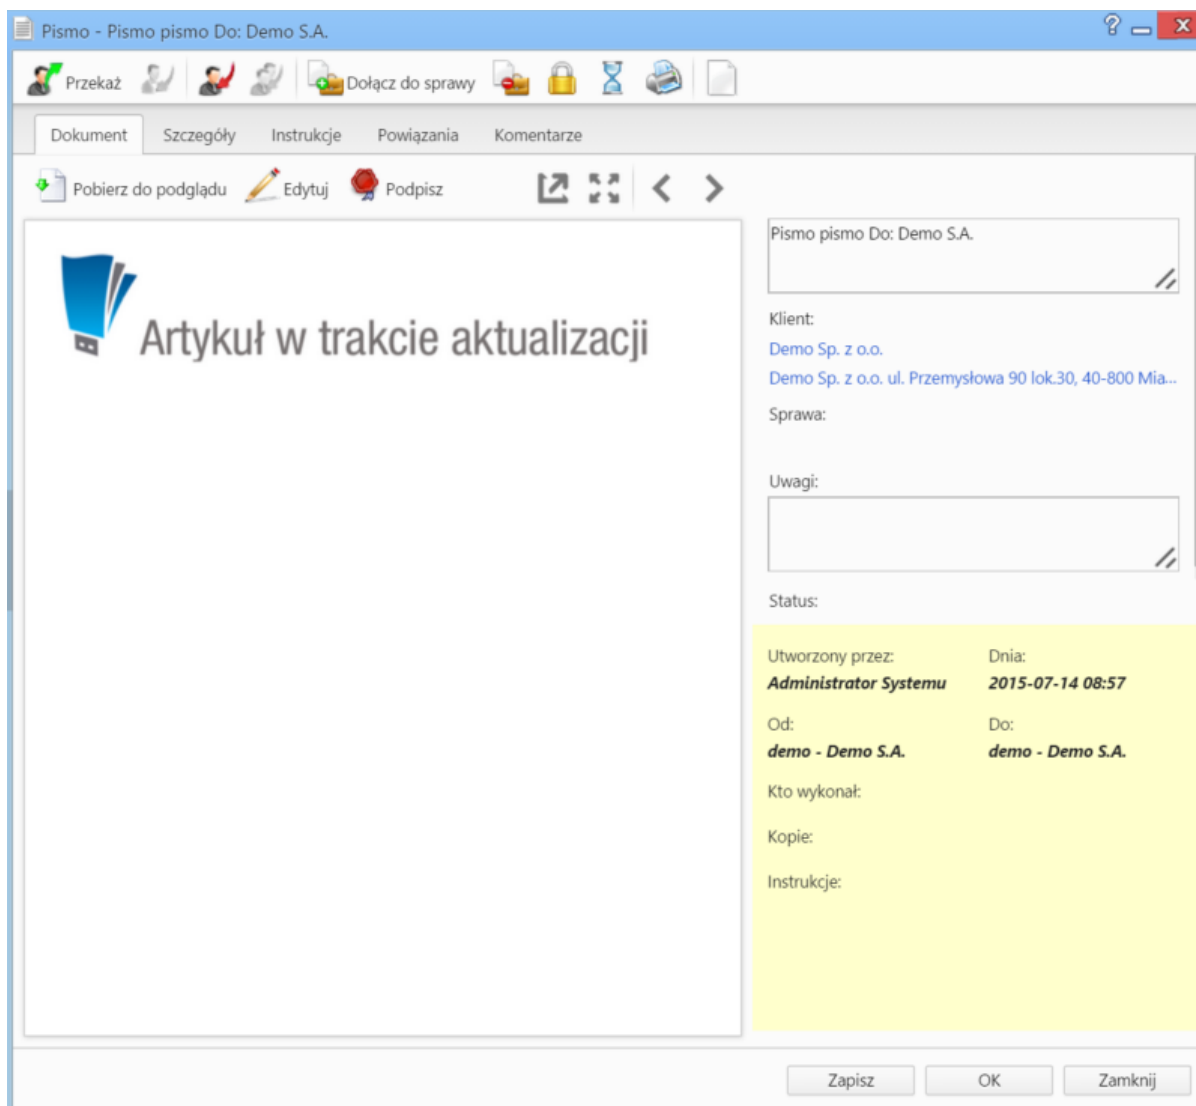 Pismo - Pismo pismo Do: Demo S.A.
Przekaż Dołącz do sprawy
Dokument Szczegóły Instrukcje Powiązania Komentarze
Pobierz do podglądu Edytuj Podpisz
Artykuł w trakcie aktualizacji
Pismo pismo Do: Demo S.A.
Klient:
Demo Sp. z o.o.
Demo Sp. z o.o. ul. Przemysłowa 90 lok.30, 40-800 Mia...
Sprawa:
Uwagi:
Status:
Utworzony przez: Dnia:
Administrator Systemu 2015-07-14 08:57
Od: Do:
demo - Demo S.A. demo - Demo S.A.
Kto wykonał:
Kopie:
Instrukcje:
Zapisz OK Zamknij